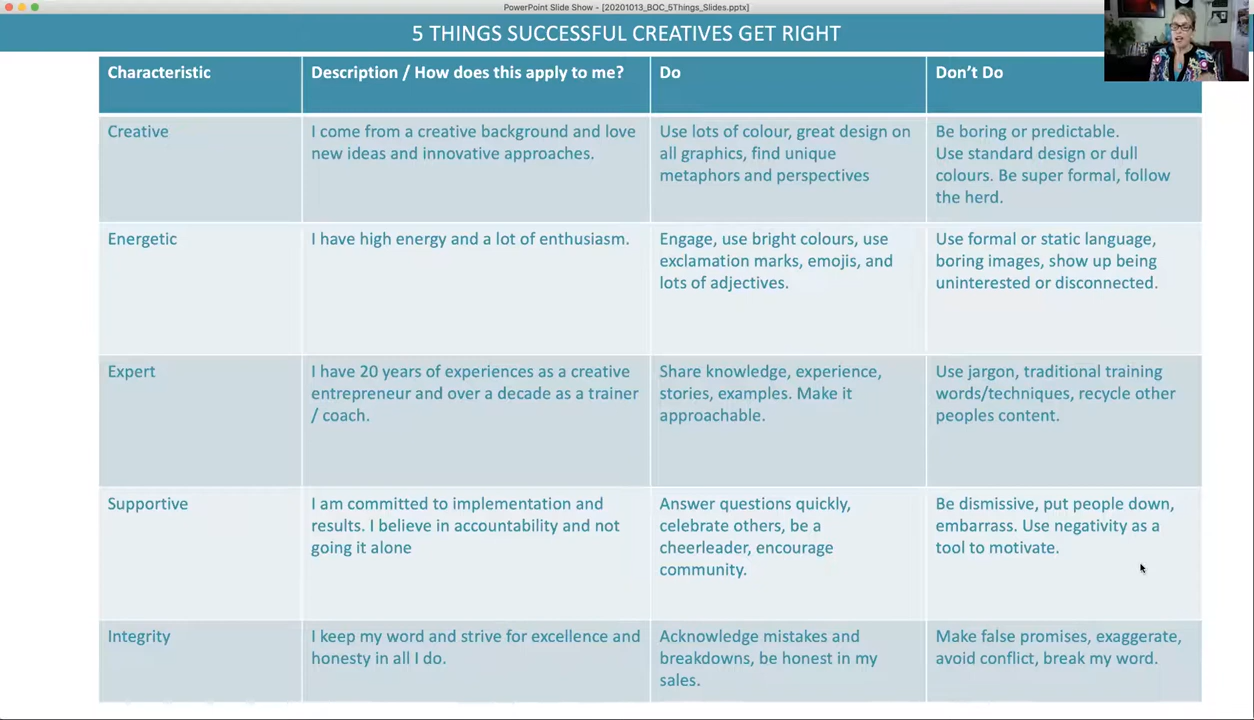 PowerPoint Slide Show - [20201013_BOC_5Things_Slides.pptx]
5 THINGS SUCCESSFUL CREATIVES GET RIGHT
Characteristic
Description / How does this apply to me?
Do
Don't Do
Creative
I come from a creative background and love
new ideas and innovative approaches.
Use lots of colour, great design on
all graphics, find unique
metaphors and perspectives
Be boring or predictable.
Use standard design or dull
colours. Be super formal, follow
the herd.
Energetic
I have high energy and a lot of enthusiasm.
Engage, use bright colours, use
exclamation marks, emojis, and
lots of adjectives.
Use formal or static language,
boring images, show up being
uninterested or disconnected.
Expert
I have 20 years of experiences as a creative
entrepreneur and over a decade as a trainer
/ coach.
Share knowledge, experience,
stories, examples. Make it
approachable.
Use jargon, traditional training
words/techniques, recycle other
peoples content.
Supportive
I am committed to implementation and
results. I believe in accountability and not
going it alone
Answer questions quickly,
celebrate others, be a
cheerleader, encourage
community.
Be dismissive, put people down,
embarrass. Use negativity as a
tool to motivate.
Integrity
I keep my word and strive for excellence and
honesty in all I do.
Acknowledge mistakes and
breakdowns, be honest in my
sales.
Make false promises, exaggerate,
avoid conflict, break my word.